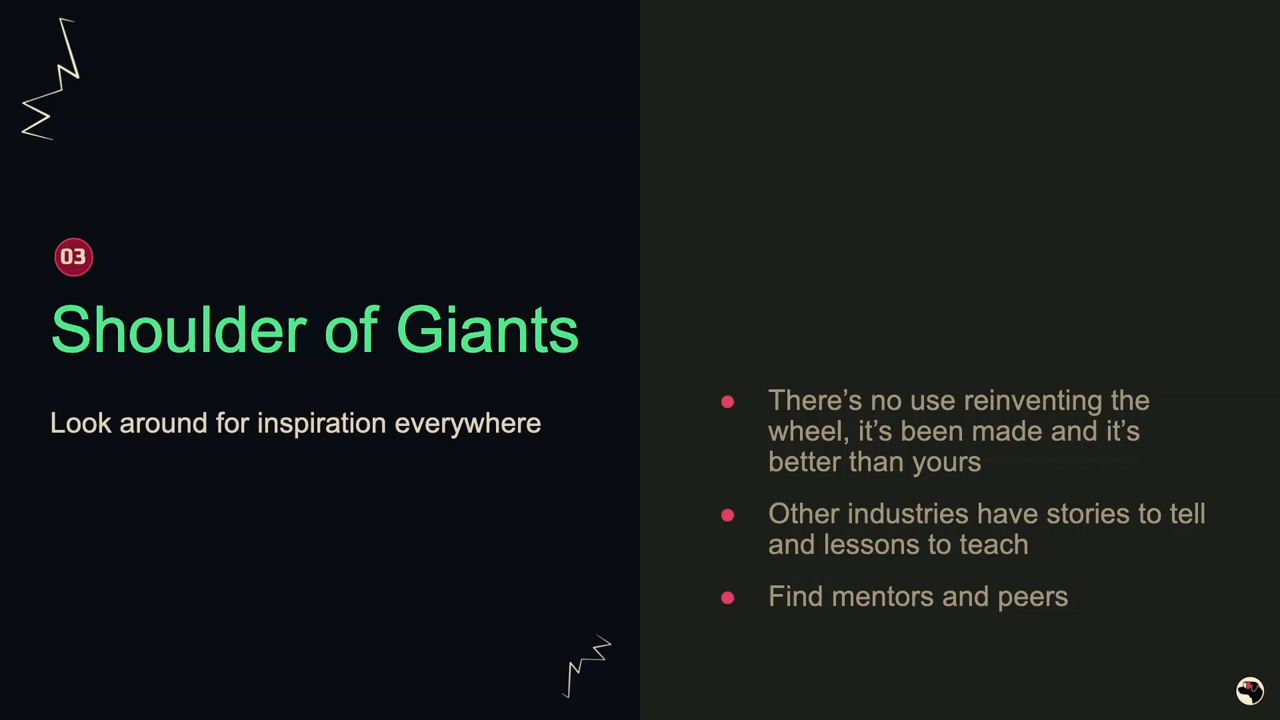 03
Shoulder of Giants
Look around for inspiration everywhere
There’s no use reinventing the
wheel, it’s been made and it’s
better than yours
Other industries have stories to tell
and lessons to teach
Find mentors and peers